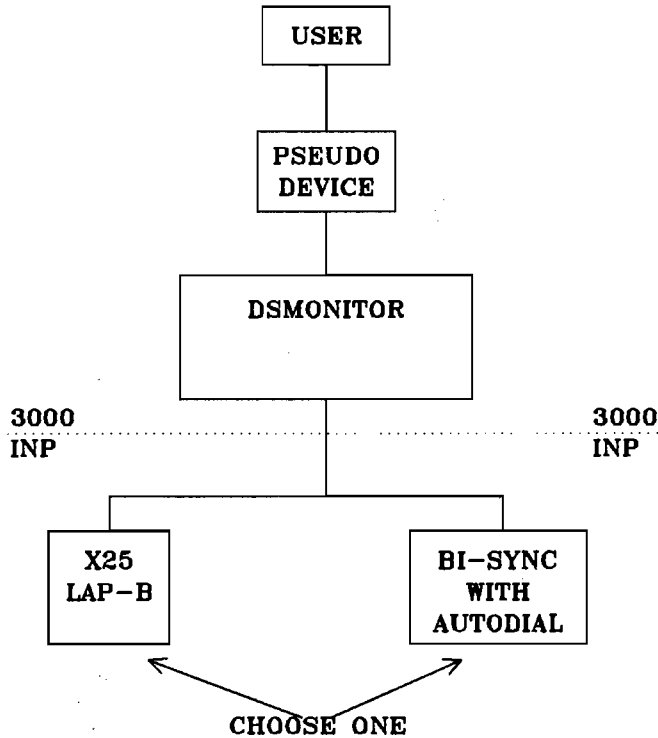 USER
PSEUDO
DEVICE
DSMONITOR
3000
3000
INP
INP
X25
LAP-B
BI-SYNC
WITH
AUTODIAL
CHOOSE ONE